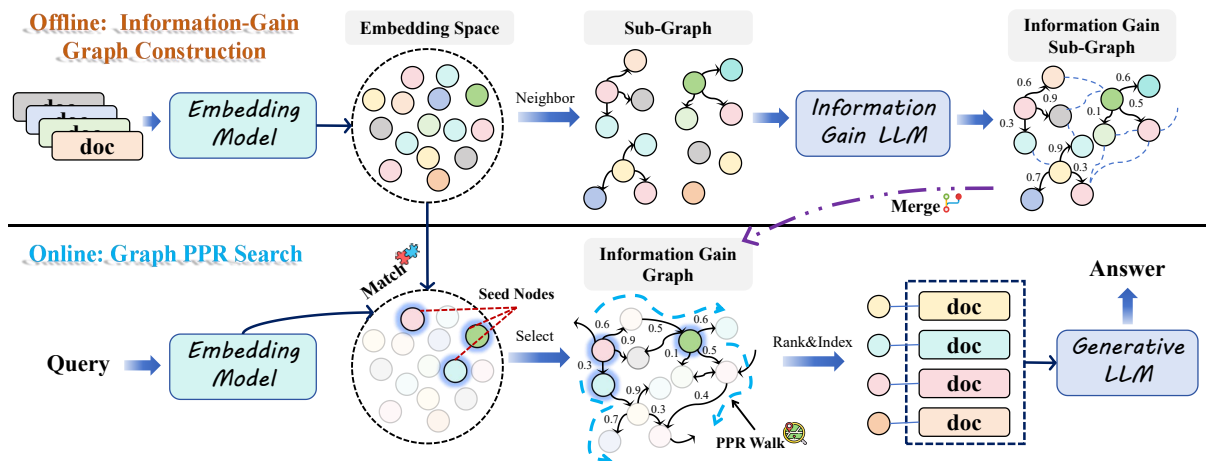 Offline: Information-Gain
Graph Construction
Embedding Space
Sub-Graph
Information Gain
Sub-Graph
doc
doc
doc
doc
Embedding
Model
Neighbor
Information
Gain LLM
0.6
0.9
0.3
0.6
0.5
0.1
0.9
0.3
0.7
Merge
Online: Graph PPR Search
Match
Seed Nodes
Information Gain
Graph
Answer
Query
Embedding
Model
Select
0.6
0.5
0.6
0.9
0.1
0.5
0.3
0.9
0.4
0.7
0.3
PPR Walk
Rank&Index
doc
doc
doc
doc
Generative
LLM